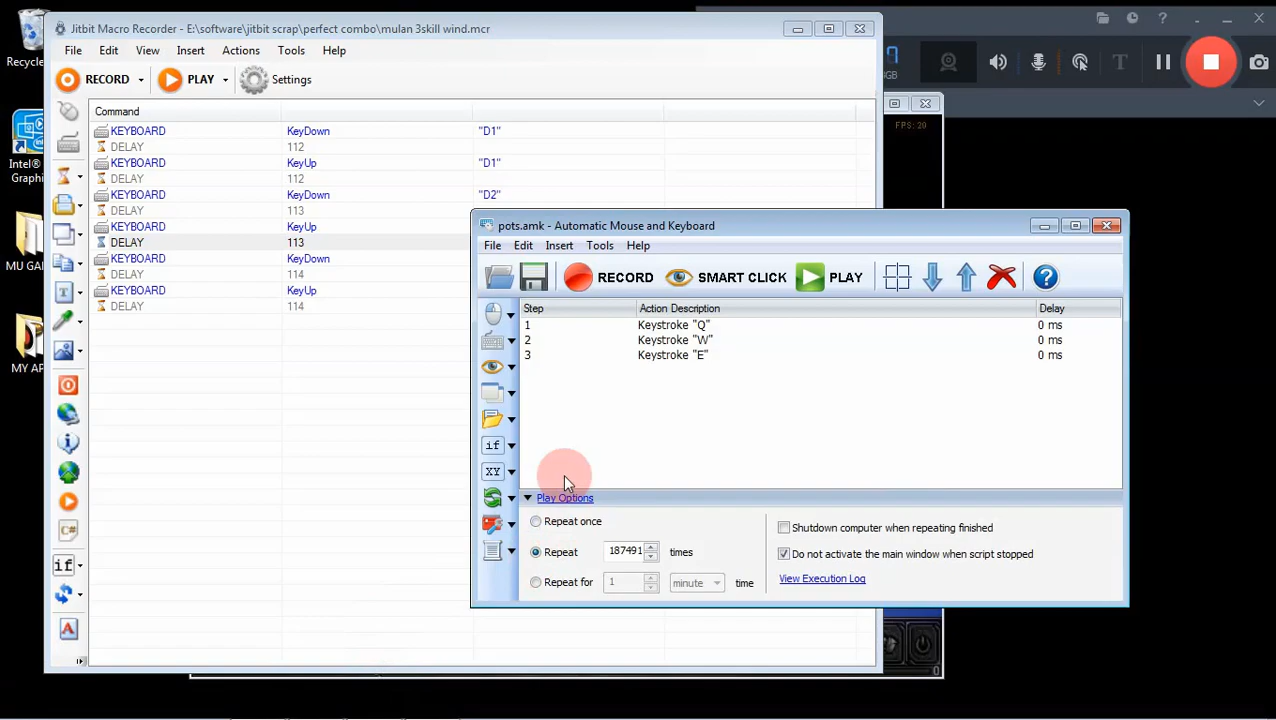 Jitbit Macro Recorder - E:\software\jitbit scrap\perfect combo\mulan 3skill wind.mcr
File Edit View Insert Actions Tools Help
RECORD PLAY Settings
Command
KEYBOARD KeyDown "D1"
DELAY 112
KEYBOARD KeyUp "D1"
DELAY 112
KEYBOARD KeyDown "D2"
DELAY 113
KEYBOARD KeyUp
DELAY 113
KEYBOARD KeyDown
DELAY 114
KEYBOARD KeyUp
DELAY 114
C#
if
A
Recycle
Intel®
Graphi
MU GA
MY AP
T
FPS:20
pots.amk - Automatic Mouse and Keyboard
File Edit Insert Tools Help
RECORD SMART CLICK PLAY
Step Action Description Delay
1 Keystroke "Q" 0 ms
2 Keystroke "W" 0 ms
3 Keystroke "E" 0 ms
if
XY
Play Options
Repeat once
Repeat 187491 times
Repeat for 1 minute time
Shutdown computer when repeating finished
Do not activate the main window when script stopped
View Execution Log
0